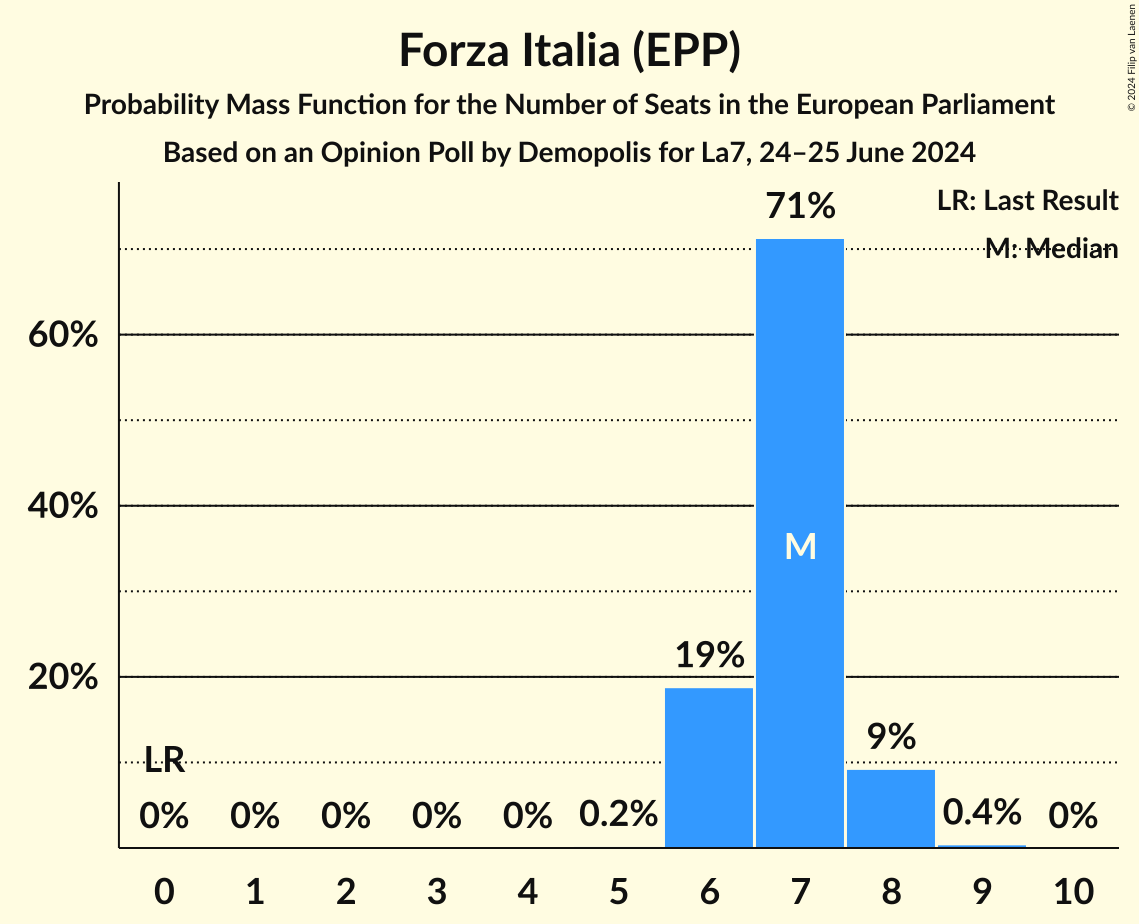 Forza Italia (EPP)
Probability Mass Function for the Number of Seats in the European Parliament
Based on an Opinion Poll by Demopolis for La7, 24–25 June 2024
© 2024 Filip van Laenen
LR: Last Result
M: Median
71%
60%
40%
M
19%
20%
9%
LR
0% 0% 0% 0% 0% 0.2% 0.4% 0%
0 1 2 3 4 5 6 7 8 9 10